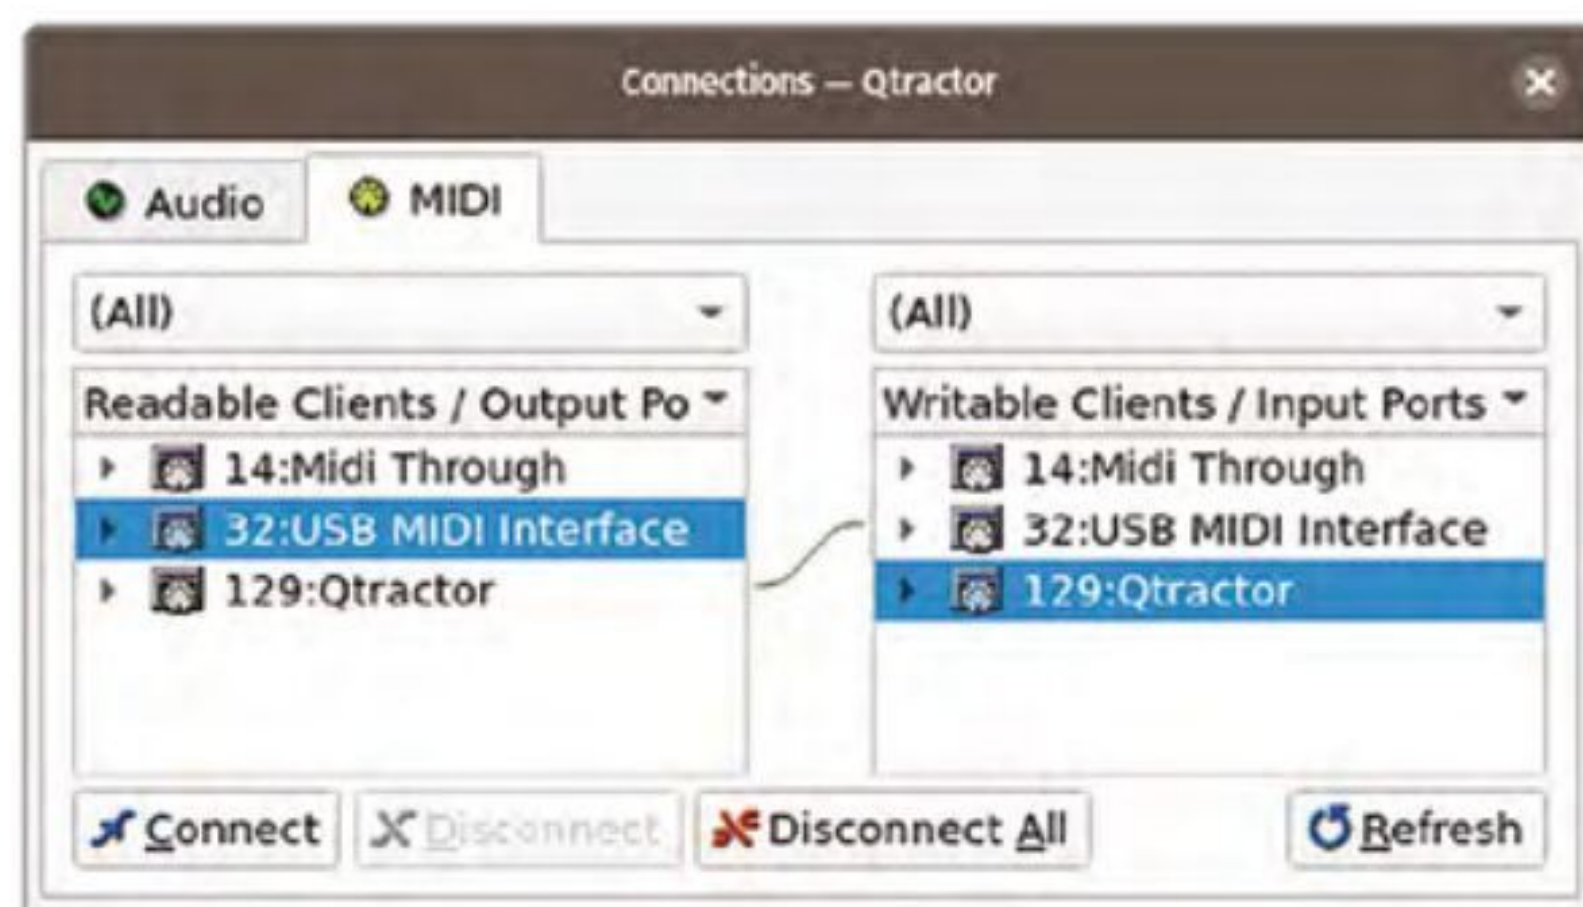 Connections — Qtractor
Audio MIDI
(All) (All)
Readable Clients / Output Po Writable Clients / Input Ports
14:Midi Through 14:Midi Through
32:USB MIDI Interface 32:USB MIDI Interface
129:Qtractor 129:Qtractor
Connect Disconnect Disconnect All Refresh